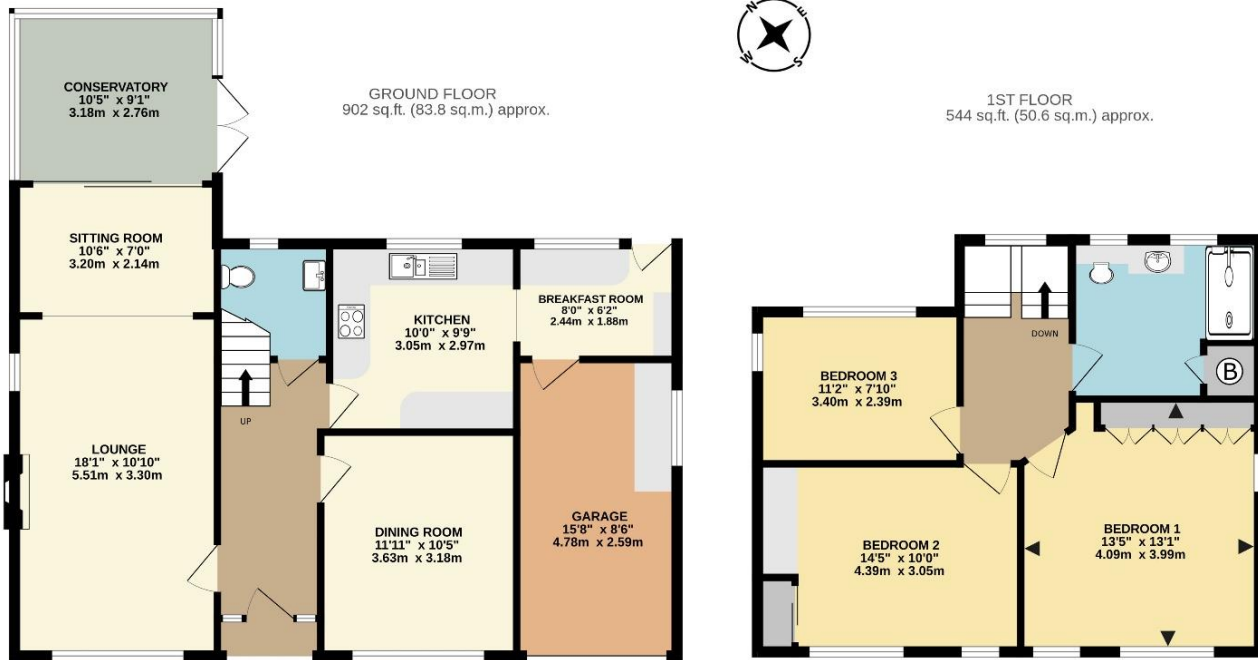 GROUND FLOOR
902 sq.ft. (83.8 sq.m.) approx.
CONSERVATORY
10'5" x 9'1"
3.18m x 2.76m
SITTING ROOM
10'6" x 7'0"
3.20m x 2.14m
KITCHEN
10'0" x 9'9"
3.05m x 2.97m
BREAKFAST ROOM
8'0" x 6'2"
2.44m x 1.88m
UP
LOUNGE
18'1" x 10'10"
5.51m x 3.30m
DINING ROOM
11'11" x 10'5"
3.63m x 3.18m
GARAGE
15'8" x 8'6"
4.78m x 2.59m
N
E
W
S
1ST FLOOR
544 sq.ft. (50.6 sq.m.) approx.
DOWN
B
BEDROOM 3
11'2" x 7'10"
3.40m x 2.39m
BEDROOM 2
14'5" x 10'0"
4.39m x 3.05m
BEDROOM 1
13'5" x 13'1"
4.09m x 3.99m